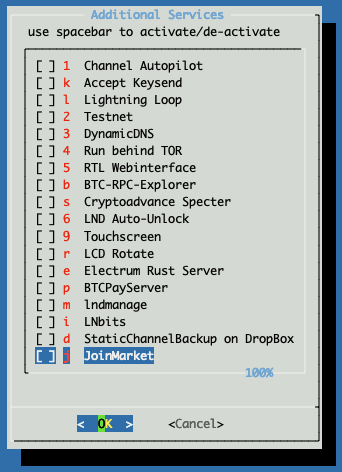 Additional Services
use spacebar to activate/de-activate
[ ] 1 Channel Autopilot
[ ] k Accept Keysend
[ ] l Lightning Loop
[ ] 2 Testnet
[ ] 3 DynamicDNS
[ ] 4 Run behind TOR
[ ] 5 RTL Webinterface
[ ] b BTC-RPC-Explorer
[ ] s Cryptoadvance Specter
[ ] 6 LND Auto-Unlock
[ ] 9 Touchscreen
[ ] r LCD Rotate
[ ] e Electrum Rust Server
[ ] p BTCPayServer
[ ] m lndmanage
[ ] i LNbits
[ ] d StaticChannelBackup on DropBox
[ ] j JoinMarket
100%
< OK > <Cancel>